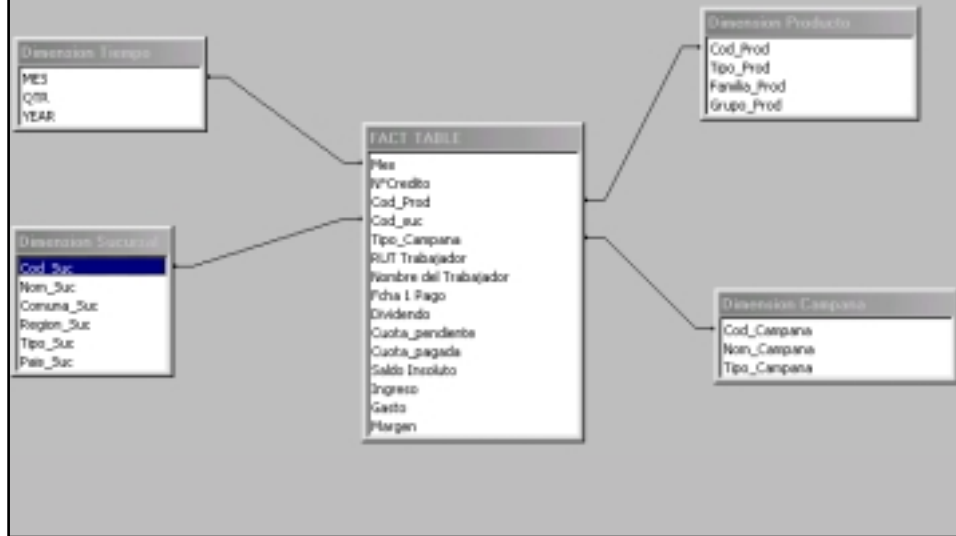 Dimension Tiempo
MES
QTR
YEAR
Dimension Sucursal
Cod_Suc
Nom_Suc
Comuna_Suc
Region_Suc
Tipo_Suc
Pais_Suc
FACT TABLE
Mes
NºCredito
Cod_Prod
Cod_suc
Tipo_Campana
RUT Trabajador
Nombre del Trabajador
Fcha 1 Pago
Dividendo
Cuota_pendiente
Cuota_pagada
Saldo Insoluto
Ingreso
Gasto
Margen
Dimension Producto
Cod_Prod
Tipo_Prod
Familia_Prod
Grupo_Prod
Dimension Campana
Cod_Campana
Nom_Campana
Tipo_Campana